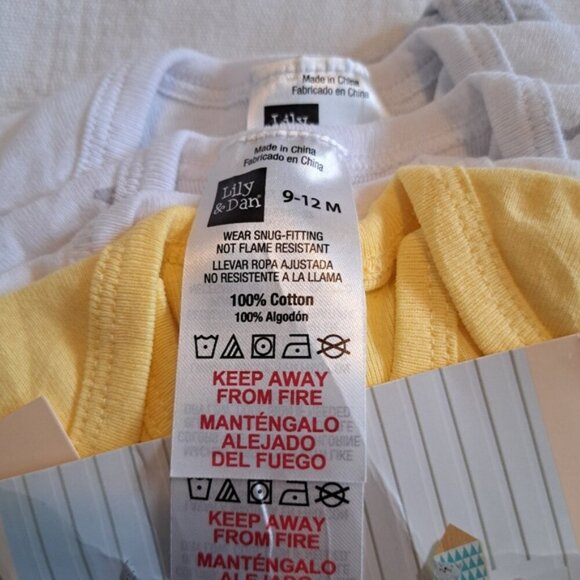 Made in China
Fabricado en China
Lily
Made in China
Fabricado en China
Lily
& Dan
9-12 M
WEAR SNUG-FITTING
NOT FLAME RESISTANT
LLEVAR ROPA AJUSTADA
NO RESISTENTE A LA LLAMA
100% Cotton
100% Algodón
KEEP AWAY
FROM FIRE
MANTÉNGALO
ALEJADO
DEL FUEGO
KEEP AWAY
FROM FIRE
MANTÉNGALO
ALEJADO